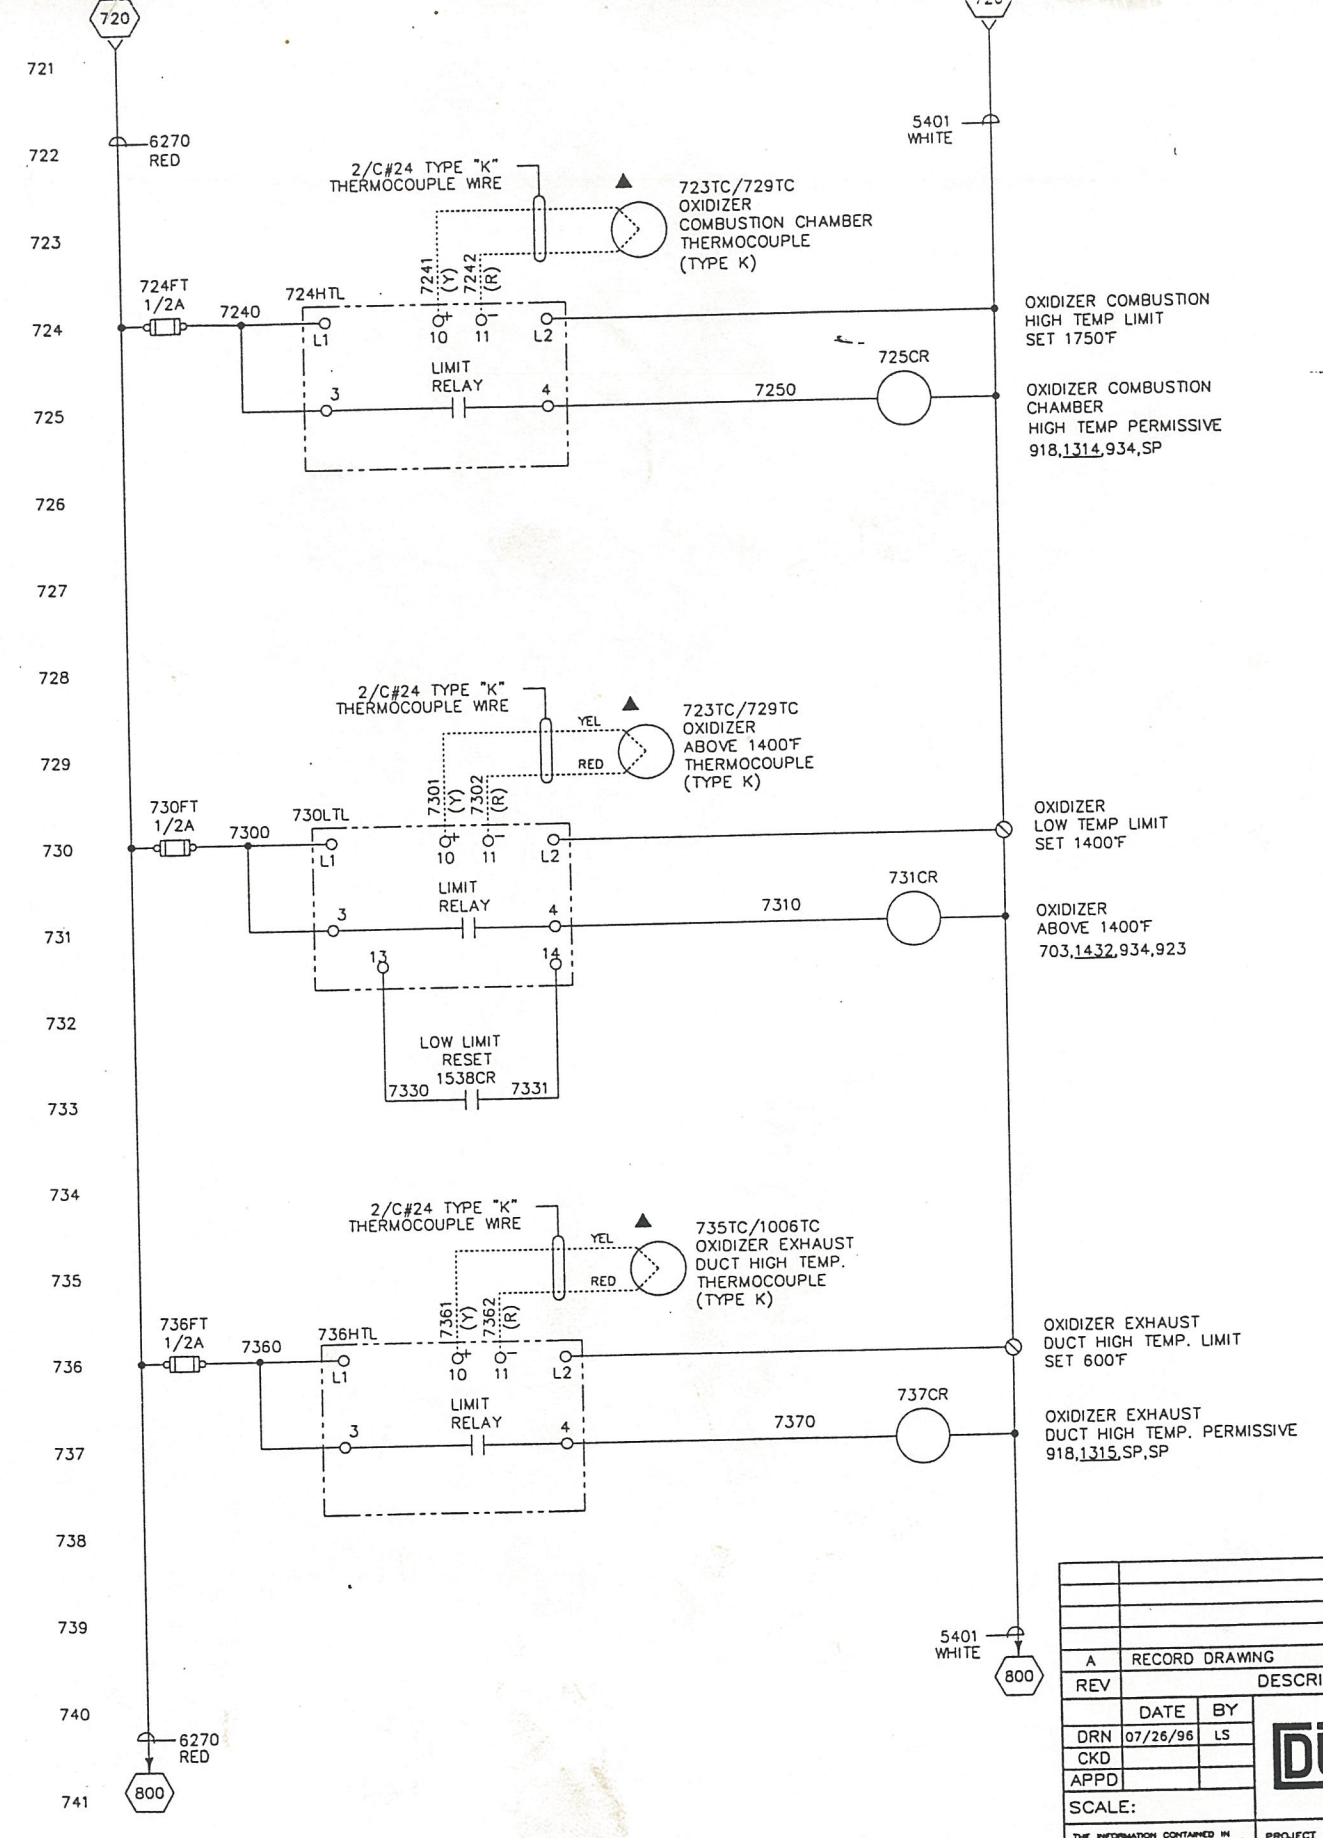 720
720
721
6270
RED
5401
WHITE
722
2/C#24 TYPE "K"
THERMOCOUPLE WIRE
723TC/729TC
OXIDIZER
COMBUSTION CHAMBER
THERMOCOUPLE
(TYPE K)
723
7241
(Y)
7242
(R)
724FT
1/2A
7240
724HTL
L1
+
10
−
11
L2
724
OXIDIZER COMBUSTION
HIGH TEMP LIMIT
SET 1750°F
LIMIT
RELAY
3
4
7250
725CR
725
OXIDIZER COMBUSTION
CHAMBER
HIGH TEMP PERMISSIVE
918,1314,934,SP
726
727
728
2/C#24 TYPE "K"
THERMOCOUPLE WIRE
YEL
RED
723TC/729TC
OXIDIZER
ABOVE 1400°F
THERMOCOUPLE
(TYPE K)
729
7301
(Y)
7302
(R)
730FT
1/2A
7300
730LTL
L1
+
10
−
11
L2
730
OXIDIZER
LOW TEMP LIMIT
SET 1400°F
LIMIT
RELAY
3
4
7310
731CR
731
OXIDIZER
ABOVE 1400°F
703,1432,934,923
13
14
732
LOW LIMIT
RESET
1538CR
7330
7331
733
734
2/C#24 TYPE "K"
THERMOCOUPLE WIRE
YEL
RED
735TC/1006TC
OXIDIZER EXHAUST
DUCT HIGH TEMP.
THERMOCOUPLE
(TYPE K)
735
7361
(Y)
7362
(R)
736FT
1/2A
7360
736HTL
L1
+
10
−
11
L2
736
OXIDIZER EXHAUST
DUCT HIGH TEMP. LIMIT
SET 600°F
LIMIT
RELAY
3
4
7370
737CR
737
OXIDIZER EXHAUST
DUCT HIGH TEMP. PERMISSIVE
918,1315,SP,SP
738
739
5401
WHITE
800
740
6270
RED
800
741
A RECORD DRAWING
REV DESCRI
DATE BY
DRN 07/26/96 LS
CKD
APPD
SCALE:
THE INFORMATION CONTAINED IN
PROJECT